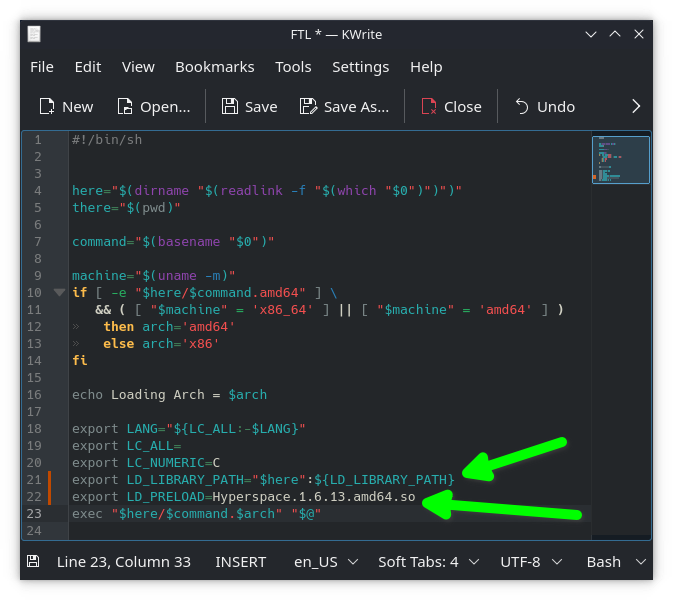 FTL * — KWrite
File Edit View Bookmarks Tools Settings Help
New Open... Save Save As... Close Undo
1 #!/bin/sh
2
3
4 here="$(dirname "$(readlink -f "$(which "$0")")")"
5 there="$(pwd)"
6
7 command="$(basename "$0")"
8
9 machine="$(uname -m)"
10 if [ -e "$here/$command.amd64" ] \
11    && ( [ "$machine" = 'x86_64' ] || [ "$machine" = 'amd64' ] )
12 »   then arch='amd64'
13 »   else arch='x86'
14 fi
15
16 echo Loading Arch = $arch
17
18 export LANG="${LC_ALL:-$LANG}"
19 export LC_ALL=
20 export LC_NUMERIC=C
21 export LD_LIBRARY_PATH="$here":${LD_LIBRARY_PATH}
22 export LD_PRELOAD=Hyperspace.1.6.13.amd64.so
23 exec "$here/$command.$arch" "$@"
24
Line 23, Column 33 INSERT en_US Soft Tabs: 4 UTF-8 Bash